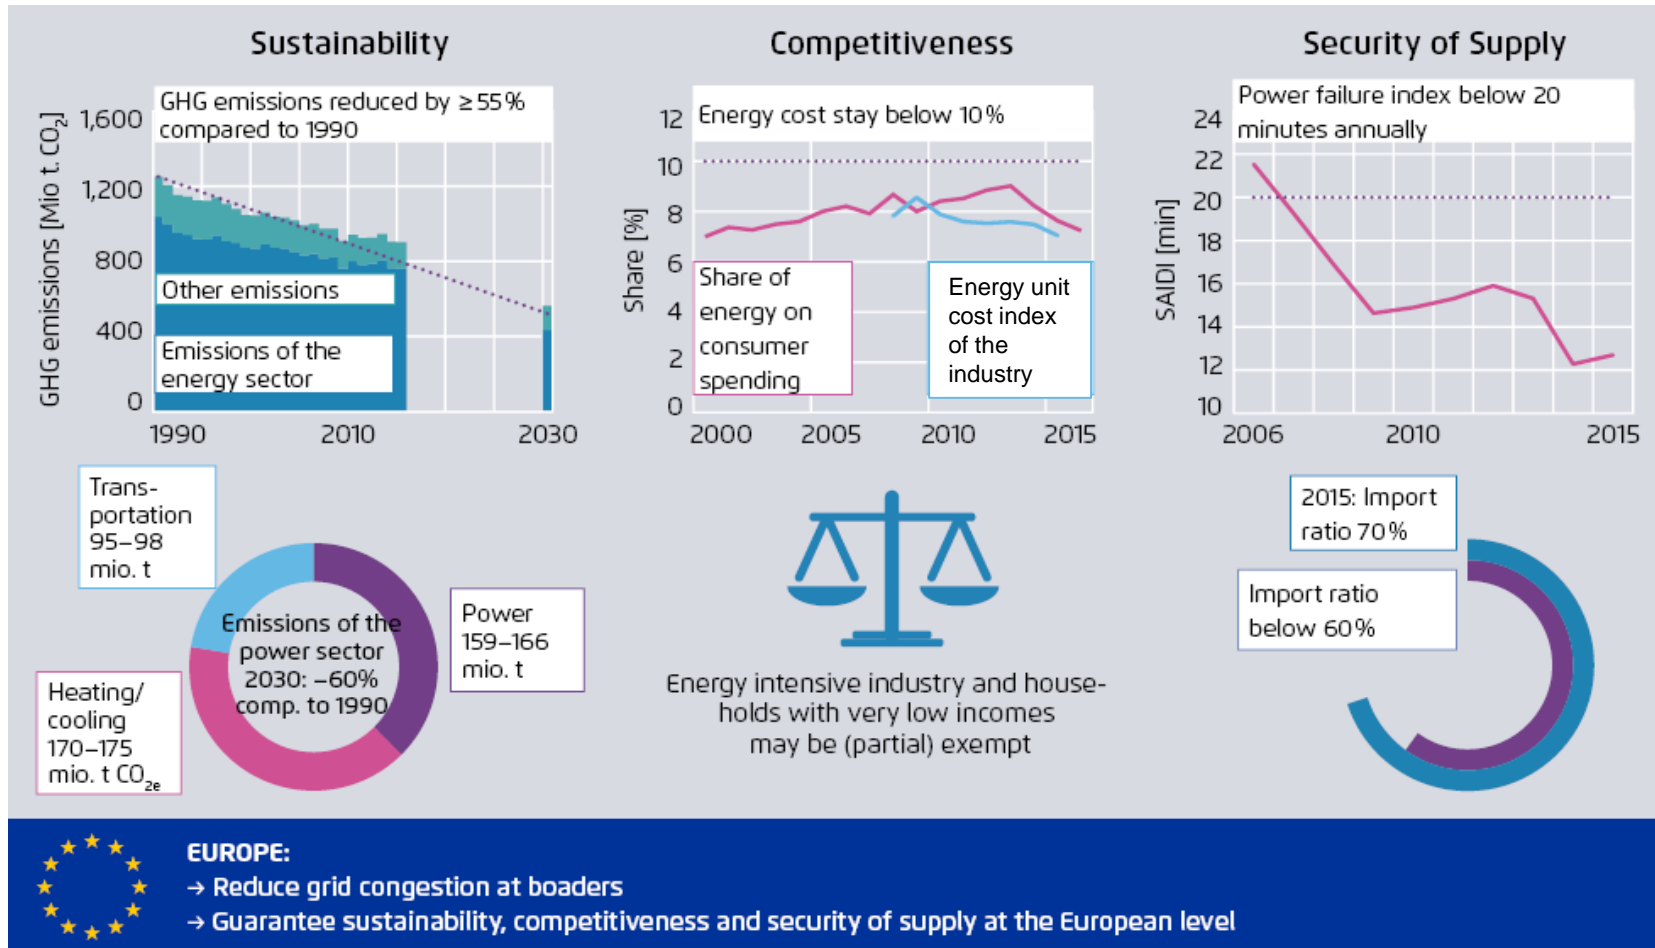 Sustainability
GHG emissions [Mio t. CO₂]
GHG emissions reduced by ≥55%
compared to 1990
1,600
1,200
800
400
0
Other emissions
Emissions of the
energy sector
1990
2010
2030
Trans-
portation
95–98
mio. t
Emissions of the
power sector
2030: –60%
comp. to 1990
Power
159–166
mio. t
Heating/
cooling
170–175
mio. t CO₂e
Competitiveness
Share [%]
Energy cost stay below 10%
12
10
8
6
4
2
0
Share of
energy on
consumer
spending
Energy unit
cost index
of the
industry
2000
2005
2010
2015
Energy intensive industry and house-
holds with very low incomes
may be (partial) exempt
Security of Supply
SAIDI [min]
Power failure index below 20
minutes annually
24
22
20
18
16
14
12
10
2006
2010
2015
2015: Import
ratio 70%
Import ratio
below 60%
EUROPE:
→ Reduce grid congestion at boaders
→ Guarantee sustainability, competitiveness and security of supply at the European level